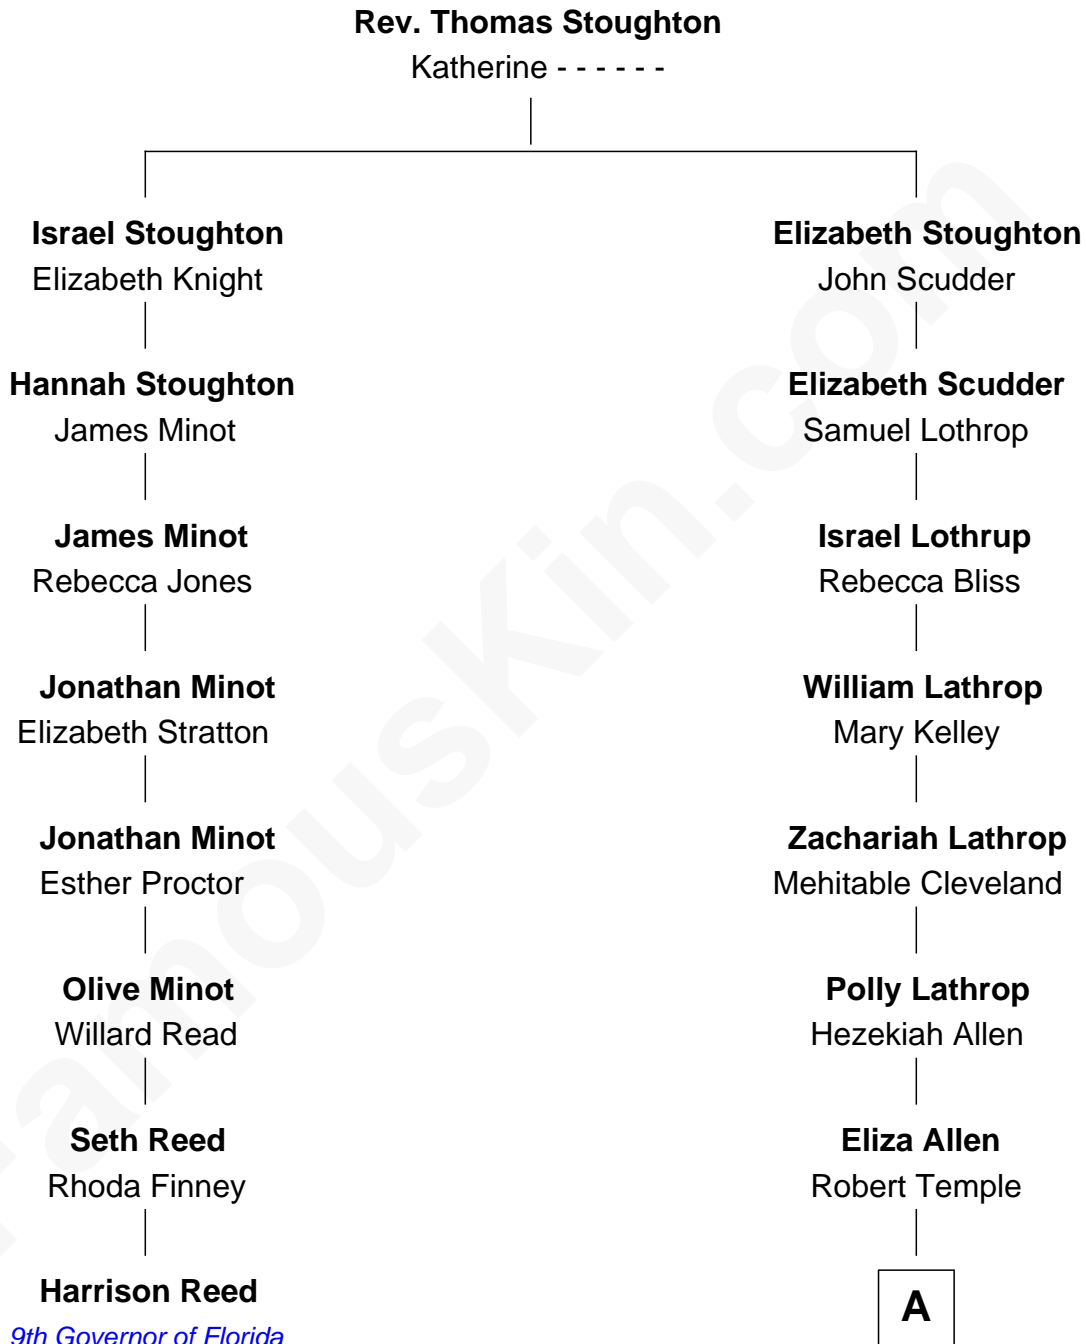 Rev. Thomas Stoughton
Katherine - - - - - -
Israel Stoughton
Elizabeth Knight
Elizabeth Stoughton
John Scudder
Hannah Stoughton
James Minot
Elizabeth Scudder
Samuel Lothrop
James Minot
Rebecca Jones
Israel Lothrup
Rebecca Bliss
Jonathan Minot
Elizabeth Stratton
William Lathrop
Mary Kelley
Jonathan Minot
Esther Proctor
Zachariah Lathrop
Mehitable Cleveland
Olive Minot
Willard Read
Polly Lathrop
Hezekiah Allen
Seth Reed
Rhoda Finney
Eliza Allen
Robert Temple
Harrison Reed
9th Governor of Florida
A
FamousKin.com